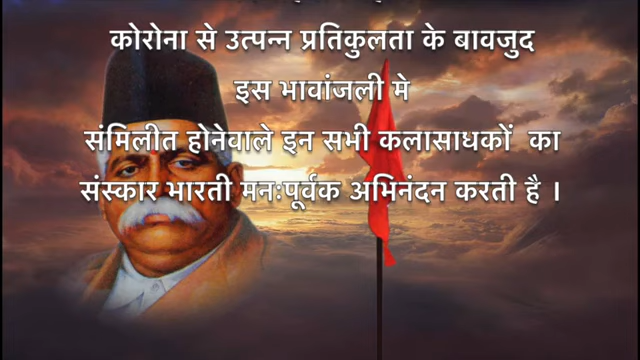 कोरोना से उत्पन्न प्रतिकुलता के बावजुद
इस भावांजली मे
संमिलीत होनेवाले इन सभी कलासाधकों का
संस्कार भारती मनःपूर्वक अभिनंदन करती है ।